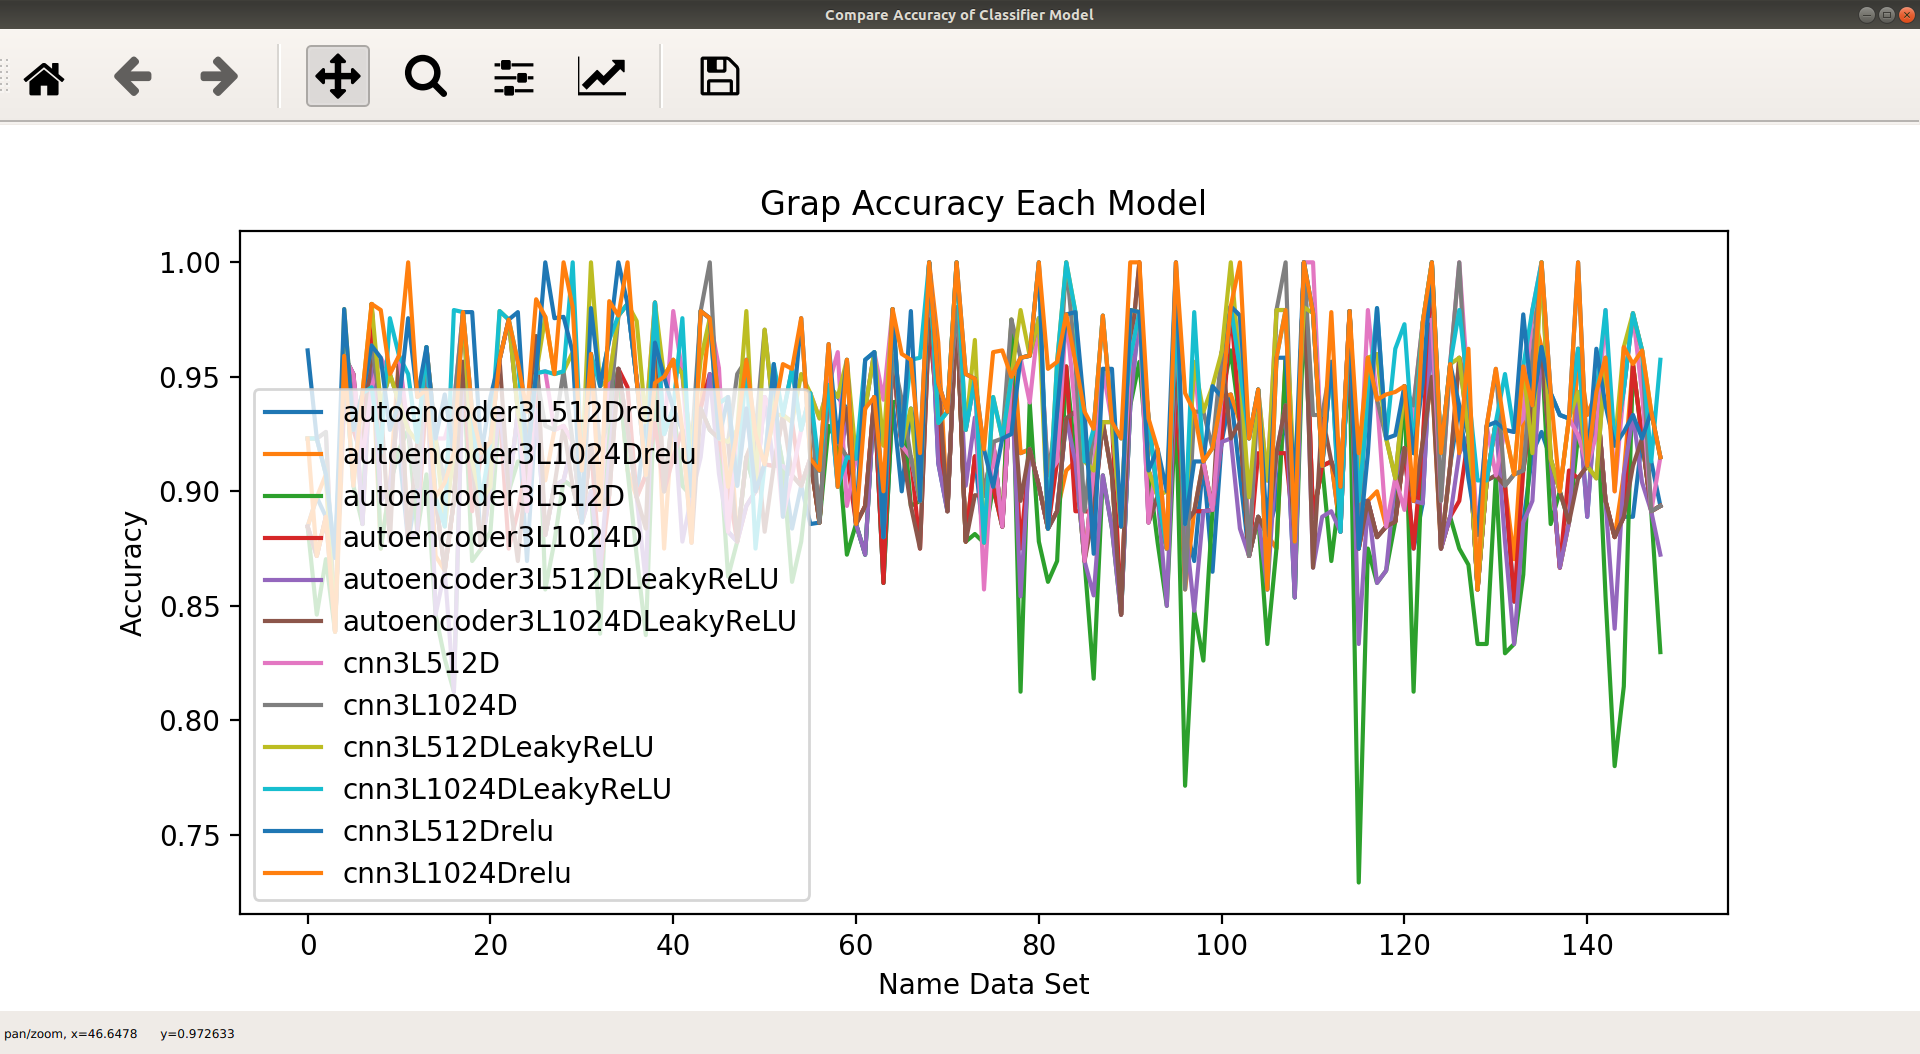 Compare Accuracy of Classifier Model
Grap Accuracy Each Model
1.00
0.95
0.90
0.85
0.80
0.75
Accuracy
autoencoder3L512Drelu
autoencoder3L1024Drelu
autoencoder3L512D
autoencoder3L1024D
autoencoder3L512DLeakyReLU
autoencoder3L1024DLeakyReLU
cnn3L512D
cnn3L1024D
cnn3L512DLeakyReLU
cnn3L1024DLeakyReLU
cnn3L512Drelu
cnn3L1024Drelu
0 20 40 60 80 100 120 140
Name Data Set
pan/zoom, x=46.6478 y=0.972633